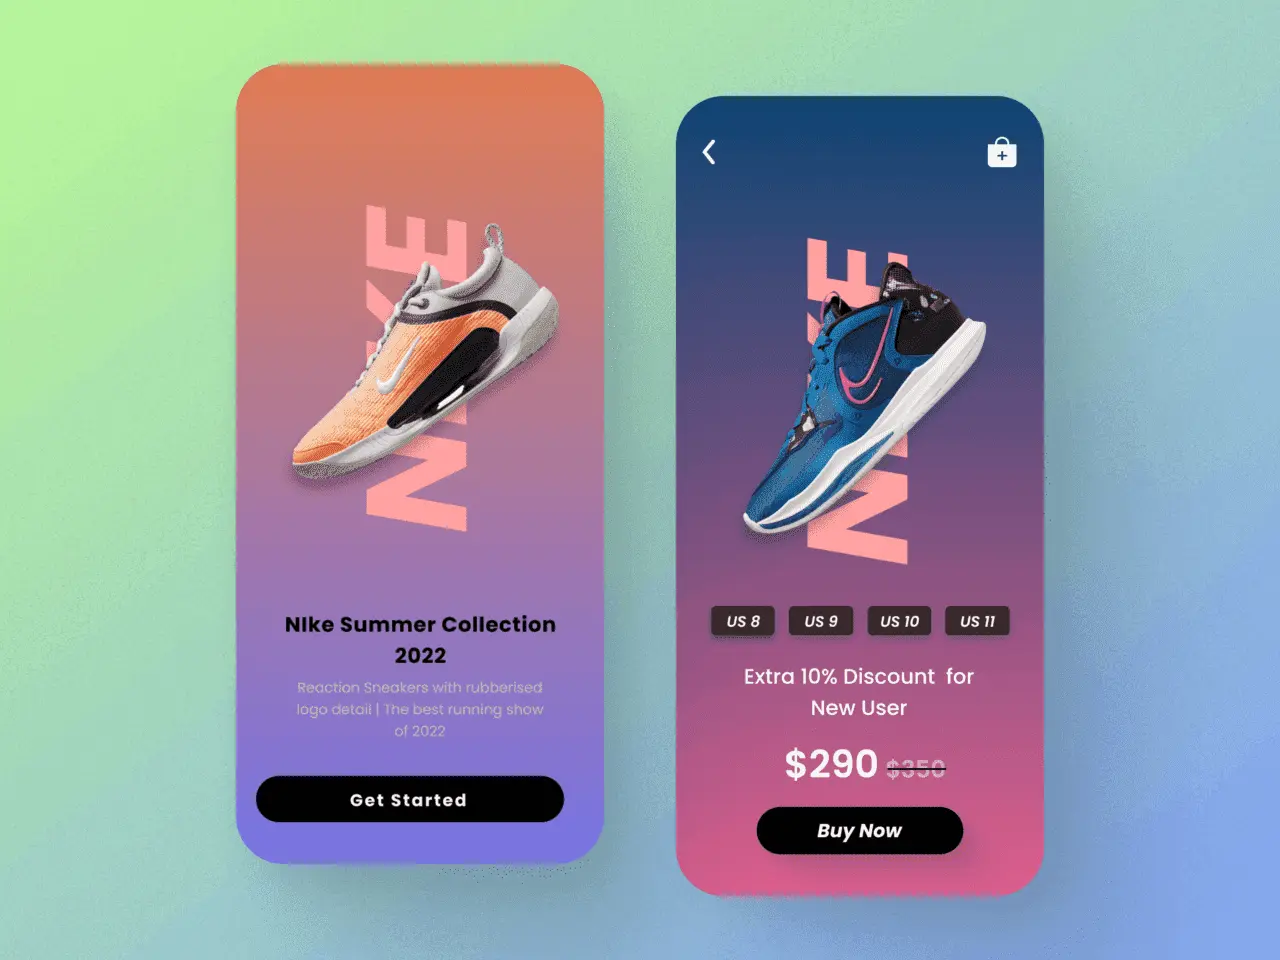 NIKE
NIke Summer Collection
2022
Reaction Sneakers with rubberised
logo detail | The best running show
of 2022
Get Started
NIKE
US 8
US 9
US 10
US 11
Extra 10% Discount for
New User
$290 $350
Buy Now